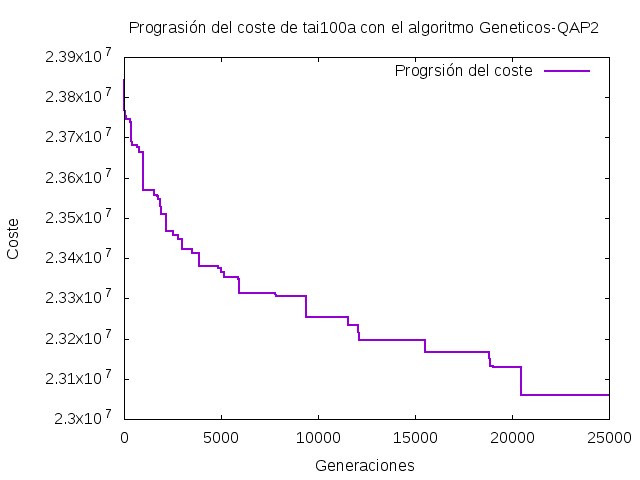 Prograsión del coste de tai100a con el algoritmo Geneticos-QAP2
2.39x10^7
Progrsión del coste
2.38x10^7
2.37x10^7
2.36x10^7
2.35x10^7
Coste
2.34x10^7
2.33x10^7
2.32x10^7
2.31x10^7
2.3x10^7
0 5000 10000 15000 20000 25000
Generaciones